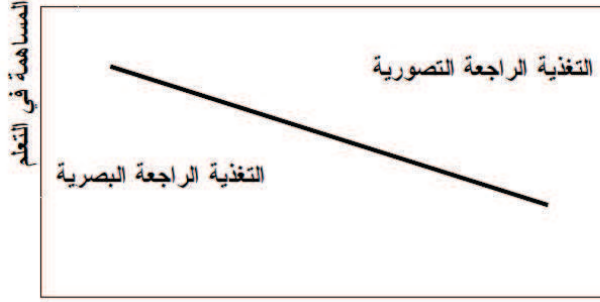 المساهمة في التعلم
التغذية الراجعة التصورية
التغذية الراجعة البصرية